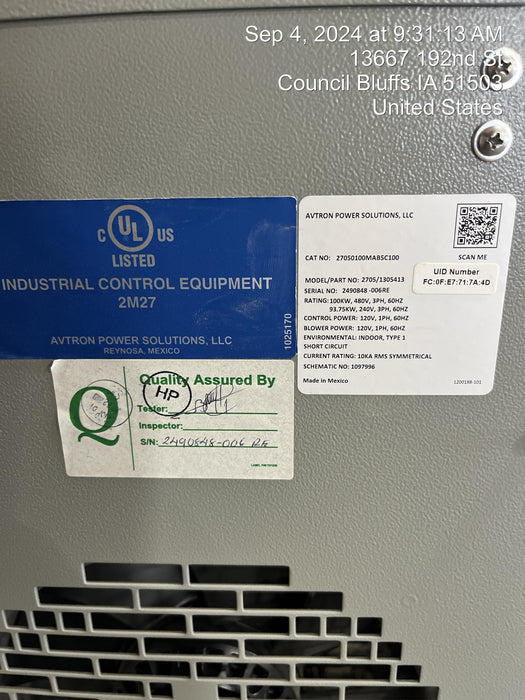 Sep 4, 2024 at 9:31:13 AM
13667 192nd St
Council Bluffs IA 51503
United States
C UL US
LISTED
INDUSTRIAL CONTROL EQUIPMENT
2M27
AVTRON POWER SOLUTIONS, LLC
REYNOSA, MEXICO
1025170
AVTRON POWER SOLUTIONS, LLC
CAT NO: 27050100MAB5C100
SCAN ME
UID Number
FC:0F:E7:71:7A:4D
MODEL/PART NO: 2705/1305413
SERIAL NO: 2490848 -006RE
RATING: 100KW, 480V, 3PH, 60HZ
93.75KW, 240V, 3PH, 60HZ
CONTROL POWER: 120V, 1PH, 60HZ
BLOWER POWER: 120V, 1PH, 60HZ
ENVIRONMENTAL: INDOOR, TYPE 1
SHORT CIRCUIT
CURRENT RATING: 10KA RMS SYMMETRICAL
SCHEMATIC NO: 1097996
Made in Mexico
1200188-101
Q
Quality Assured By
HP
Tester:
Inspector:
S/N: 2490848-006 RE